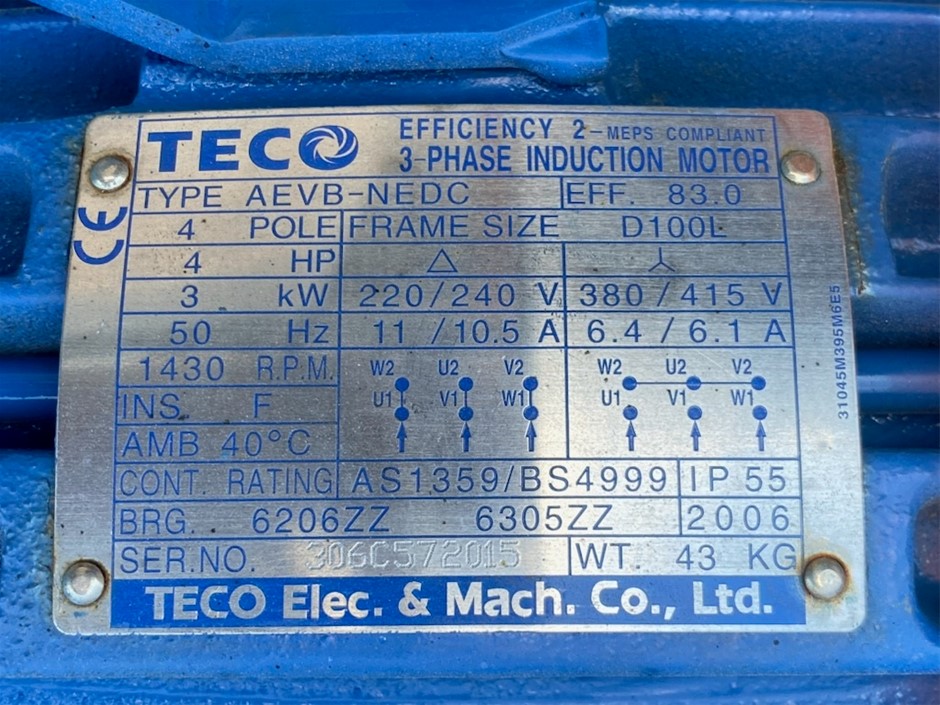 TECO EFFICIENCY 2-MEPS COMPLIANT
3-PHASE INDUCTION MOTOR
TYPE AEVB-NEDC EFF. 83.0
CE
4 POLE FRAME SIZE D100L
4 HP △ 人
3 kW 220/240 V 380/415 V
50 Hz 11/10.5 A 6.4/6.1 A
1430 R.P.M. W2 U2 V2 W2 U2 V2
INS. F U1 V1 W1 U1 V1 W1
AMB 40°C
CONT. RATING AS1359/BS4999 IP 55
BRG. 6206ZZ 6305ZZ 2006
SER.NO. 306C572015 WT. 43 KG
TECO Elec. & Mach. Co., Ltd.
31045M395M6E5